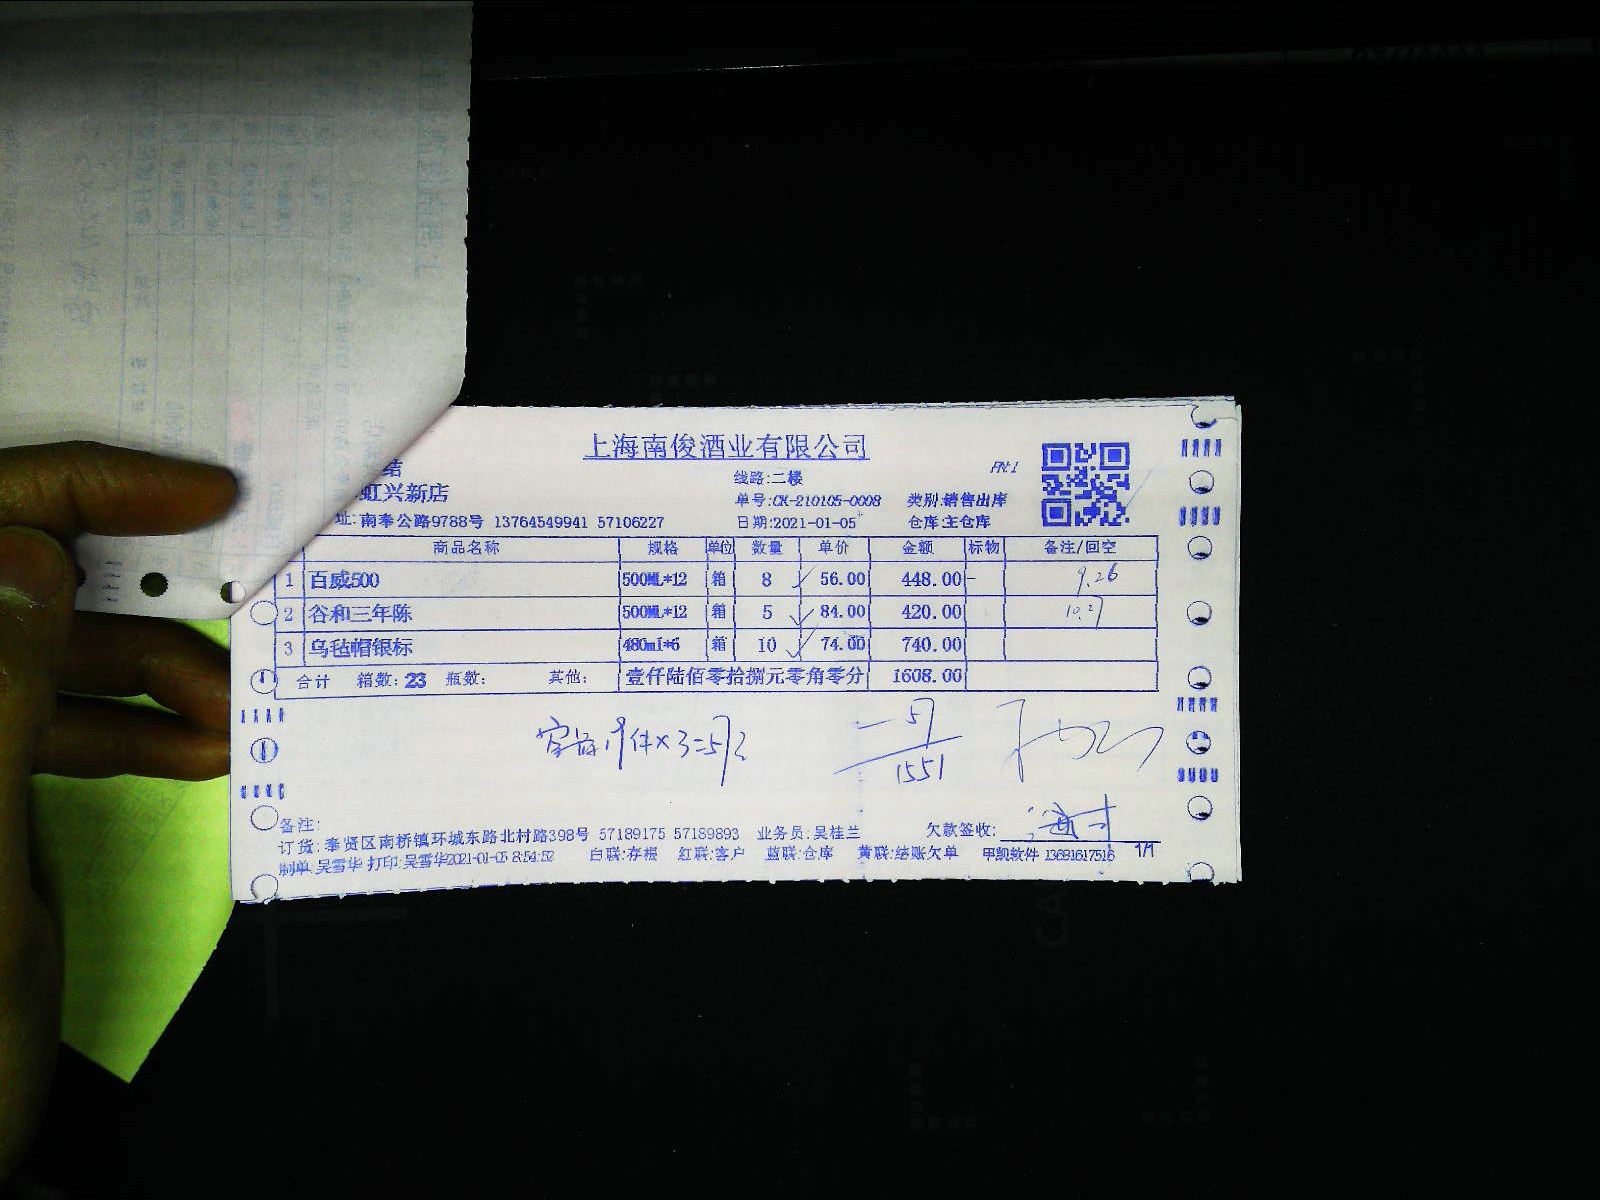 上海南俊酒业有限公司
结
虹兴新店
线路:二楼
PN:1
单号:CK-210105-0008 类别:销售出库
址:南奉公路9788号 13764549941 57106227
日期:2021-01-05 仓库:主仓库
商品名称 规格 单位 数量 单价 金额 标物 备注/回空
1 百威500 500ML*12 箱 8 56.00 448.00 - 9.26
2 谷和三年陈 500ML*12 箱 5 84.00 420.00 10.27
3 乌毡帽银标 480ml*6 箱 10 74.00 740.00
合计 箱数: 23 瓶数: 其他: 壹仟陆佰零拾捌元零角零分 1608.00
空 19件×3=57
- 57
1551
备注:
订货:奉贤区南桥镇环城东路北村路398号 57189175 57189893 业务员:吴桂兰 欠款签收:
制单:吴雪华 打印:吴雪华2021-01-05 8:54:52 白联:存根 红联:客户 蓝联:仓库 黄联:结账欠单 甲凯软件 13681617516 1/1